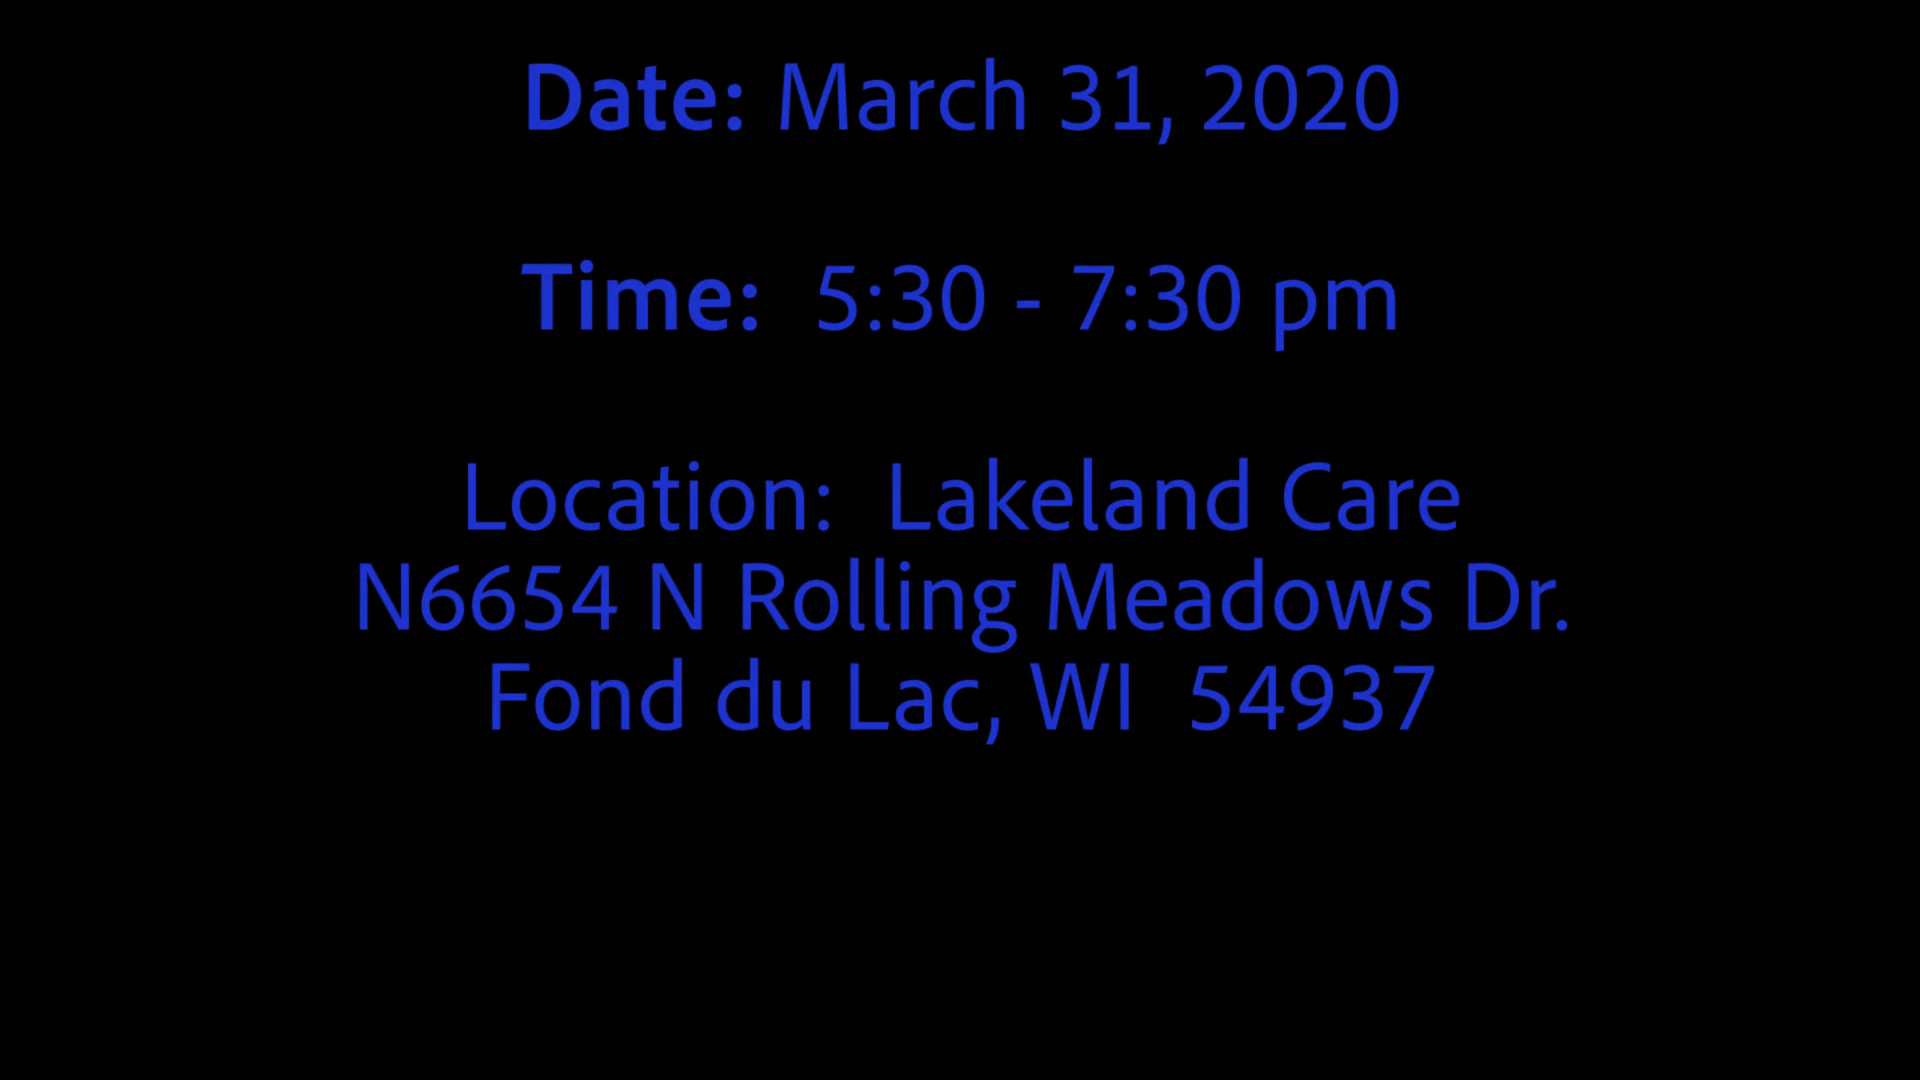 Date: March 31, 2020
Time: 5:30 - 7:30 pm
Location: Lakeland Care
N6654 N Rolling Meadows Dr.
Fond du Lac, WI 54937